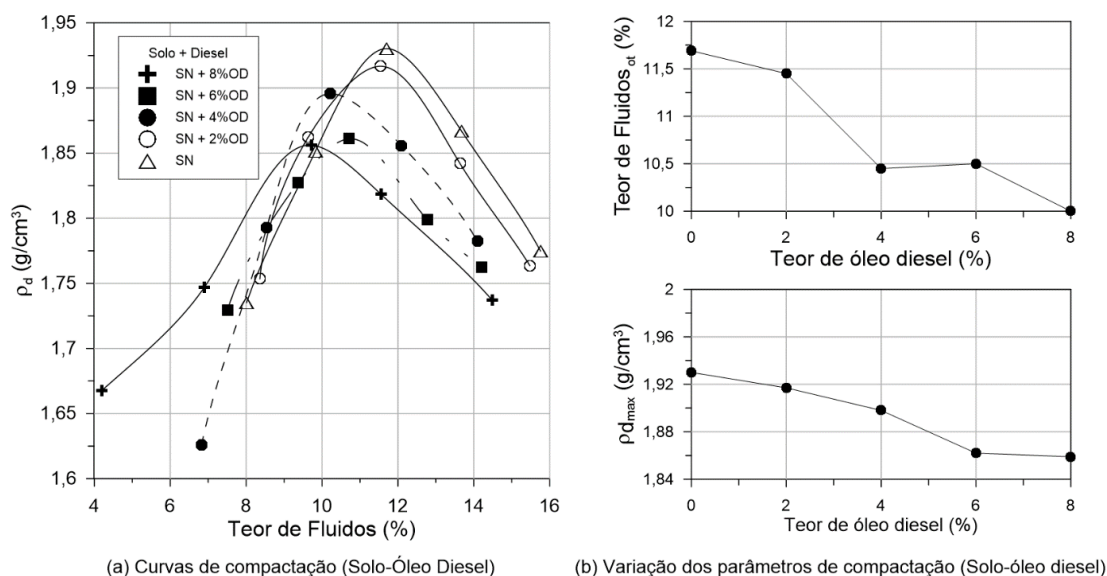 1,95
1,9
1,85
1,8
1,75
1,7
1,65
1,6
ρd (g/cm³)
Solo + Diesel
SN + 8%OD
SN + 6%OD
SN + 4%OD
SN + 2%OD
SN
4 6 8 10 12 14 16
Teor de Fluidos (%)
(a) Curvas de compactação (Solo-Óleo Diesel)
12
11.5
11
10.5
10
Teor de Fluidosot (%)
0 2 4 6 8
Teor de óleo diesel (%)
2
1,96
1,92
1,88
1,84
ρdmax (g/cm³)
0 2 4 6 8
Teor de óleo diesel (%)
(b) Variação dos parâmetros de compactação (Solo-óleo diesel)